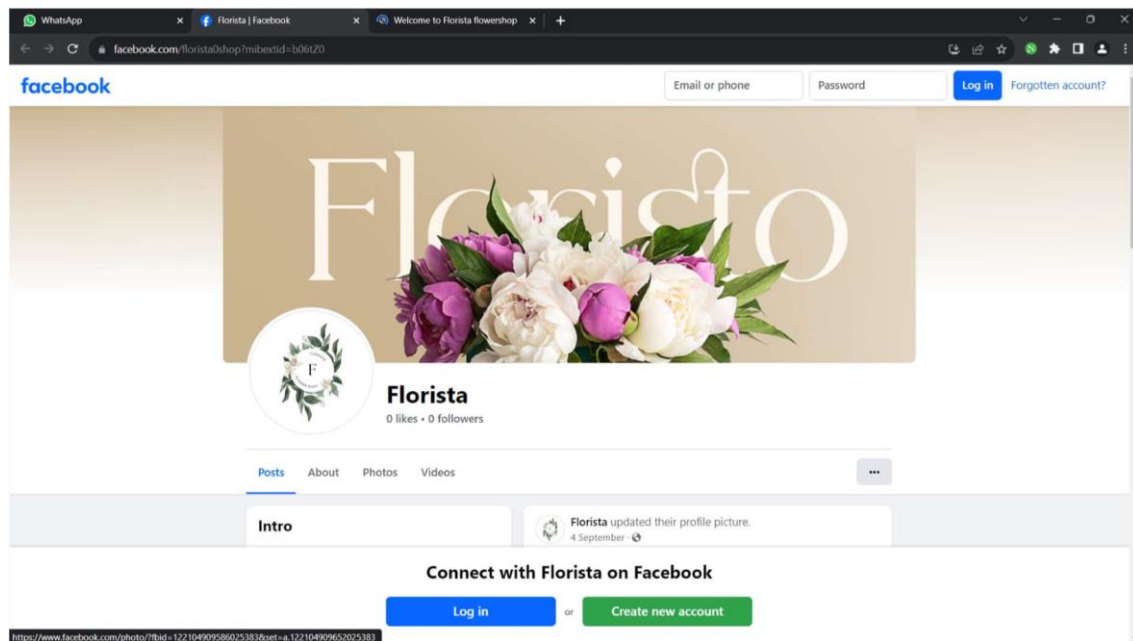 WhatsApp
Florista | Facebook
Welcome to Florista flowershop
facebook.com/florista0shop?mibextid=b06tZ0
facebook
Email or phone
Password
Log in
Forgotten account?
Floristo
F
Florista
0 likes • 0 followers
Posts About Photos Videos
Intro
Florista updated their profile picture.
4 September ·
Connect with Florista on Facebook
Log in or Create new account
https://www.facebook.com/photo/?fbid=122104909586025383&set=a.122104909652025383